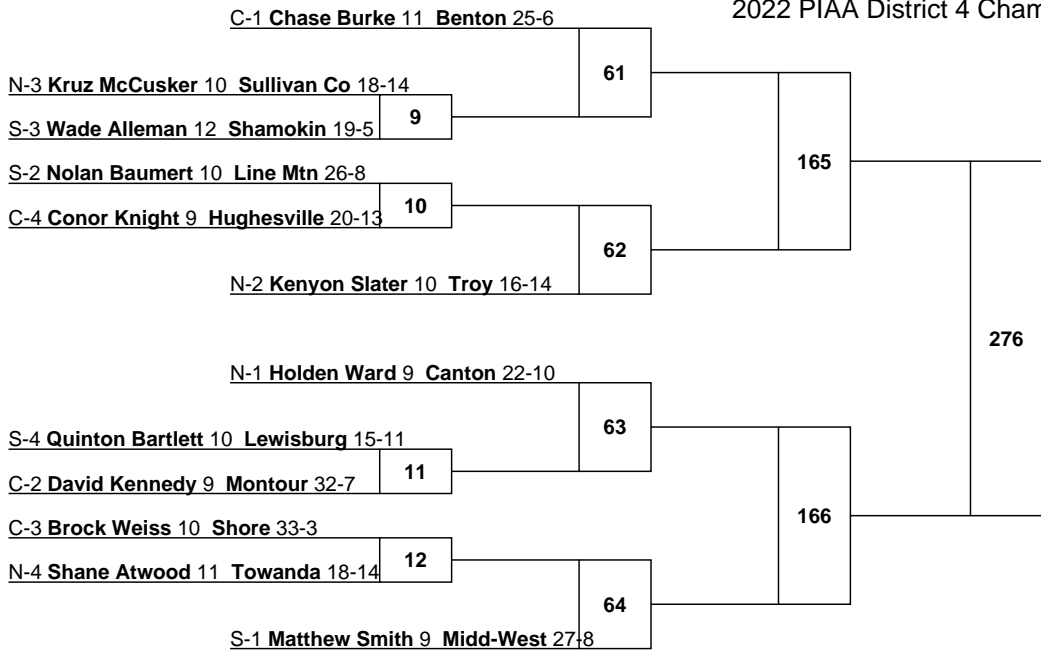 2022 PIAA District 4 Cham
C-1 Chase Burke 11 Benton 25-6
61
N-3 Kruz McCusker 10 Sullivan Co 18-14
9
S-3 Wade Alleman 12 Shamokin 19-5
165
S-2 Nolan Baumert 10 Line Mtn 26-8
10
C-4 Conor Knight 9 Hughesville 20-13
62
N-2 Kenyon Slater 10 Troy 16-14
276
N-1 Holden Ward 9 Canton 22-10
63
S-4 Quinton Bartlett 10 Lewisburg 15-11
11
C-2 David Kennedy 9 Montour 32-7
166
C-3 Brock Weiss 10 Shore 33-3
12
N-4 Shane Atwood 11 Towanda 18-14
64
S-1 Matthew Smith 9 Midd-West 27-8